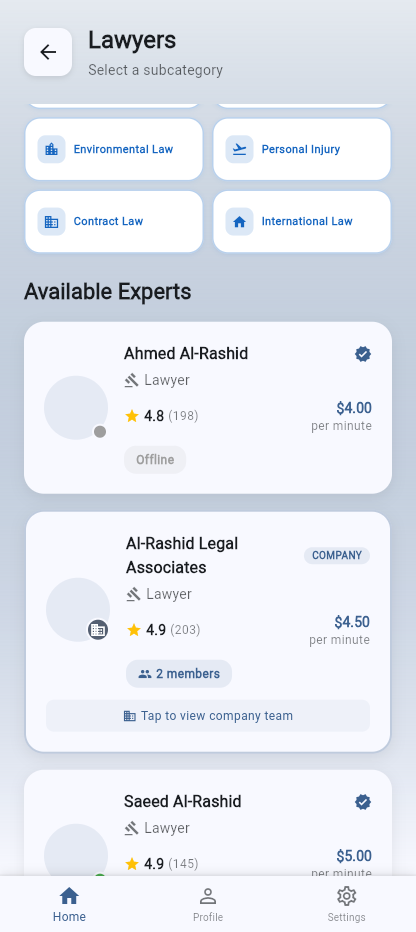 Lawyers
Select a subcategory
Environmental Law
Personal Injury
Contract Law
International Law
Available Experts
Ahmed Al-Rashid
Lawyer
4.8 (198)
$4.00
per minute
Offline
Al-Rashid Legal
Associates
COMPANY
Lawyer
4.9 (203)
$4.50
per minute
2 members
Tap to view company team
Saeed Al-Rashid
Lawyer
4.9 (145)
$5.00
per minute
Home
Profile
Settings